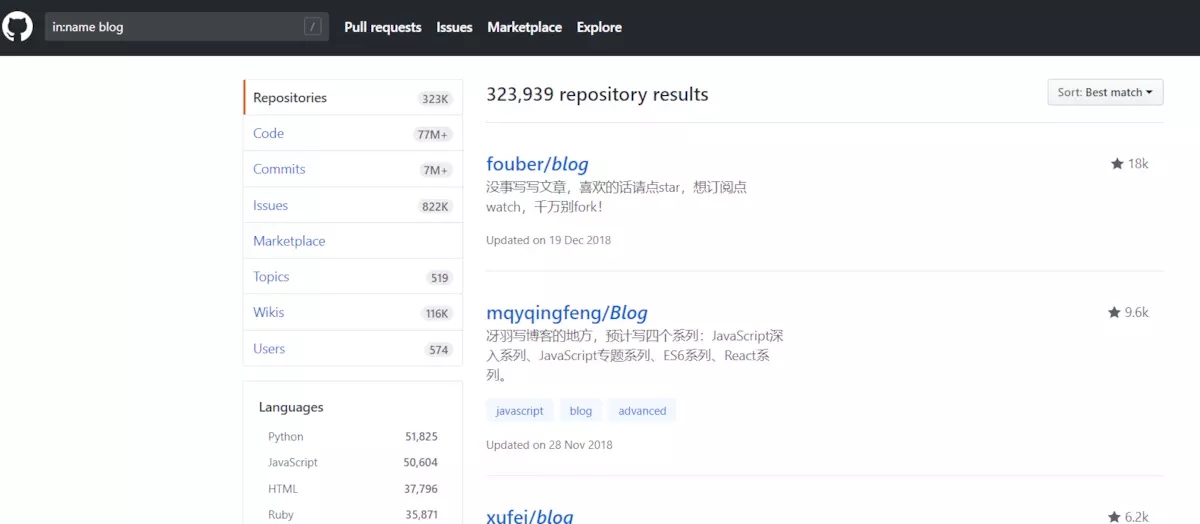 in:name blog /
Pull requests Issues Marketplace Explore
Repositories 323K
Code 77M+
Commits 7M+
Issues 822K
Marketplace
Topics 519
Wikis 116K
Users 574
Languages
Python 51,825
JavaScript 50,604
HTML 37,796
Ruby 35,871
323,939 repository results
Sort: Best match
fouber/blog
18k
没事写写文章，喜欢的话请点star，想订阅点
watch，千万别fork！
Updated on 19 Dec 2018
mqyqingfeng/Blog
9.6k
冴羽写博客的地方，预计写四个系列：JavaScript深
入系列、JavaScript专题系列、ES6系列、React系
列。
javascript blog advanced
Updated on 28 Nov 2018
xufei/blog
6.2k